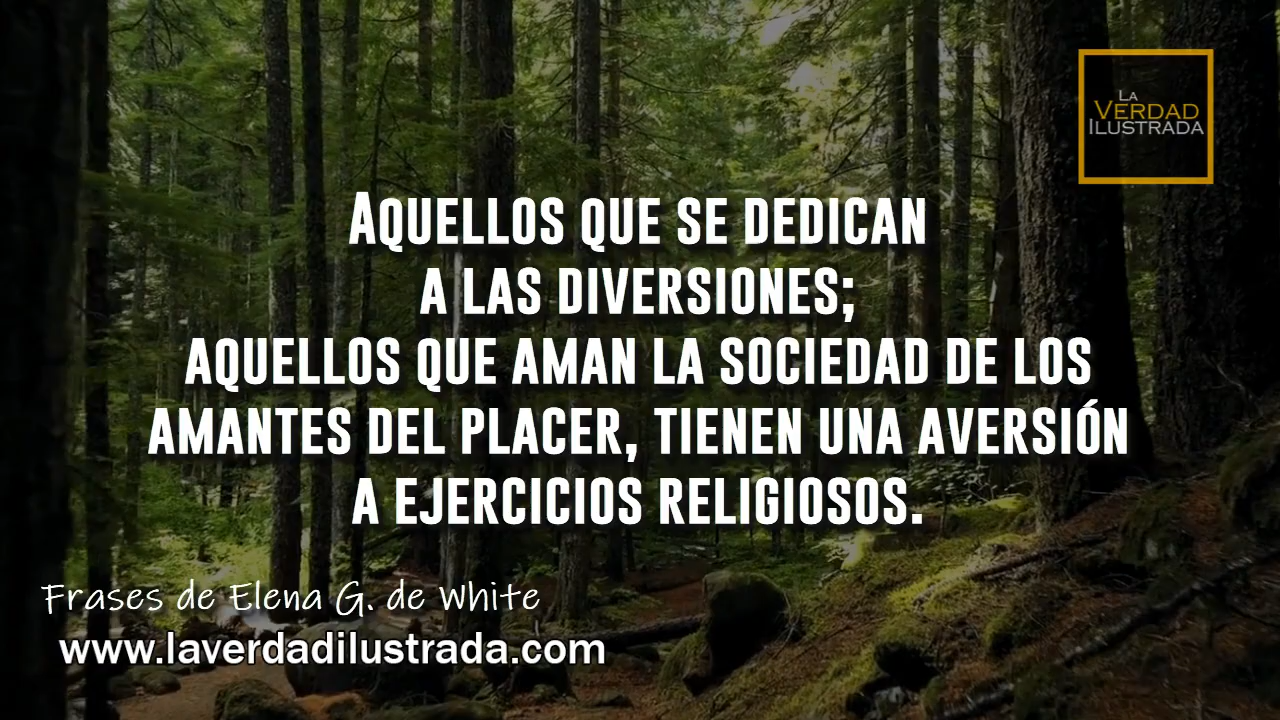 La
Verdad
Ilustrada
Aquellos que se dedican
a las diversiones;
aquellos que aman la sociedad de los
amantes del placer, tienen una aversión
a ejercicios religiosos.
Frases de Elena G. de White
www.laverdadilustrada.com